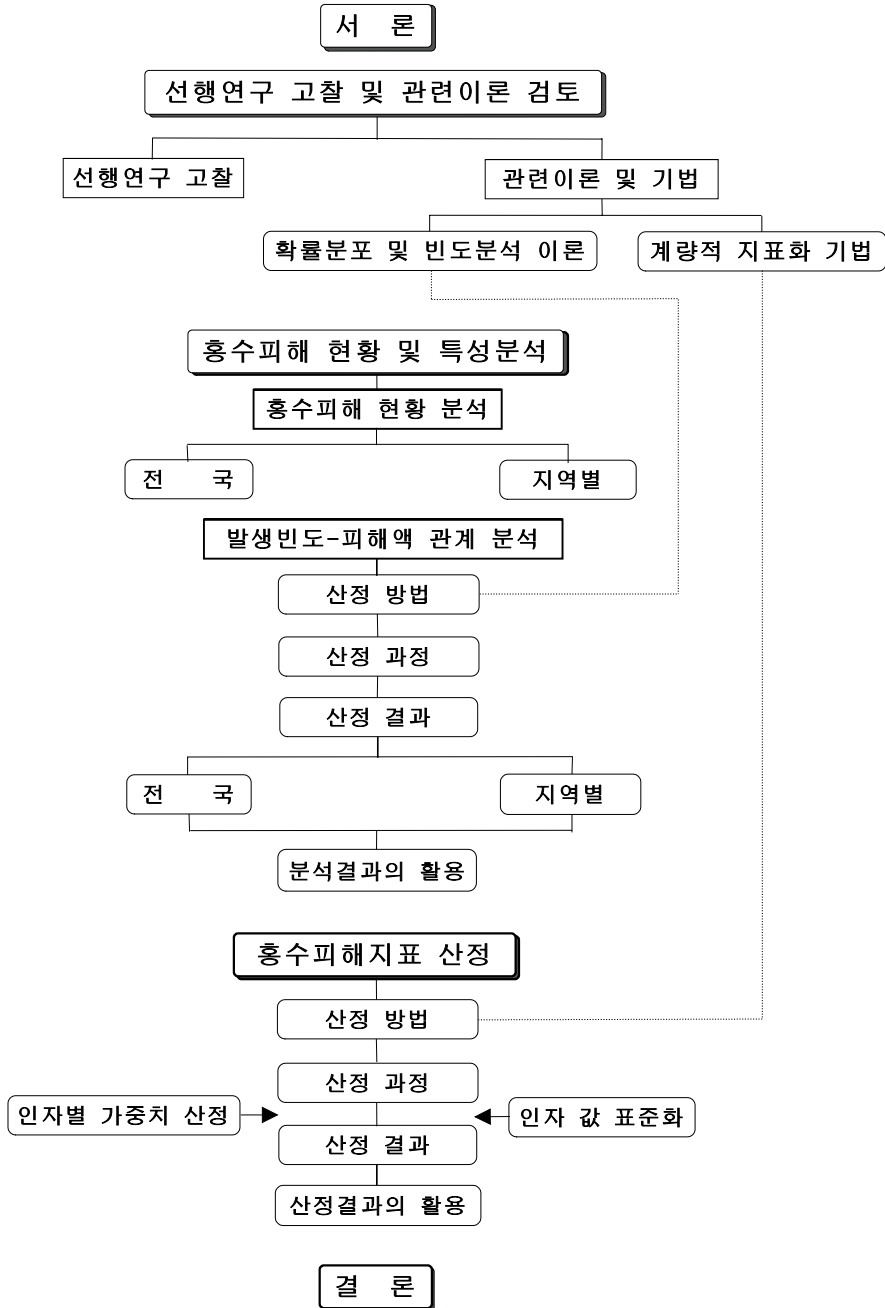 서 론
선행연구 고찰 및 관련이론 검토
선행연구 고찰
관련이론 및 기법
확률분포 및 빈도분석 이론
계량적 지표화 기법
홍수피해 현황 및 특성분석
홍수피해 현황 분석
전 국
지역별
발생빈도-피해액 관계 분석
산정 방법
산정 과정
산정 결과
전 국
지역별
분석결과의 활용
홍수피해지표 산정
산정 방법
산정 과정
인자별 가중치 산정
인자 값 표준화
산정 결과
산정결과의 활용
결 론